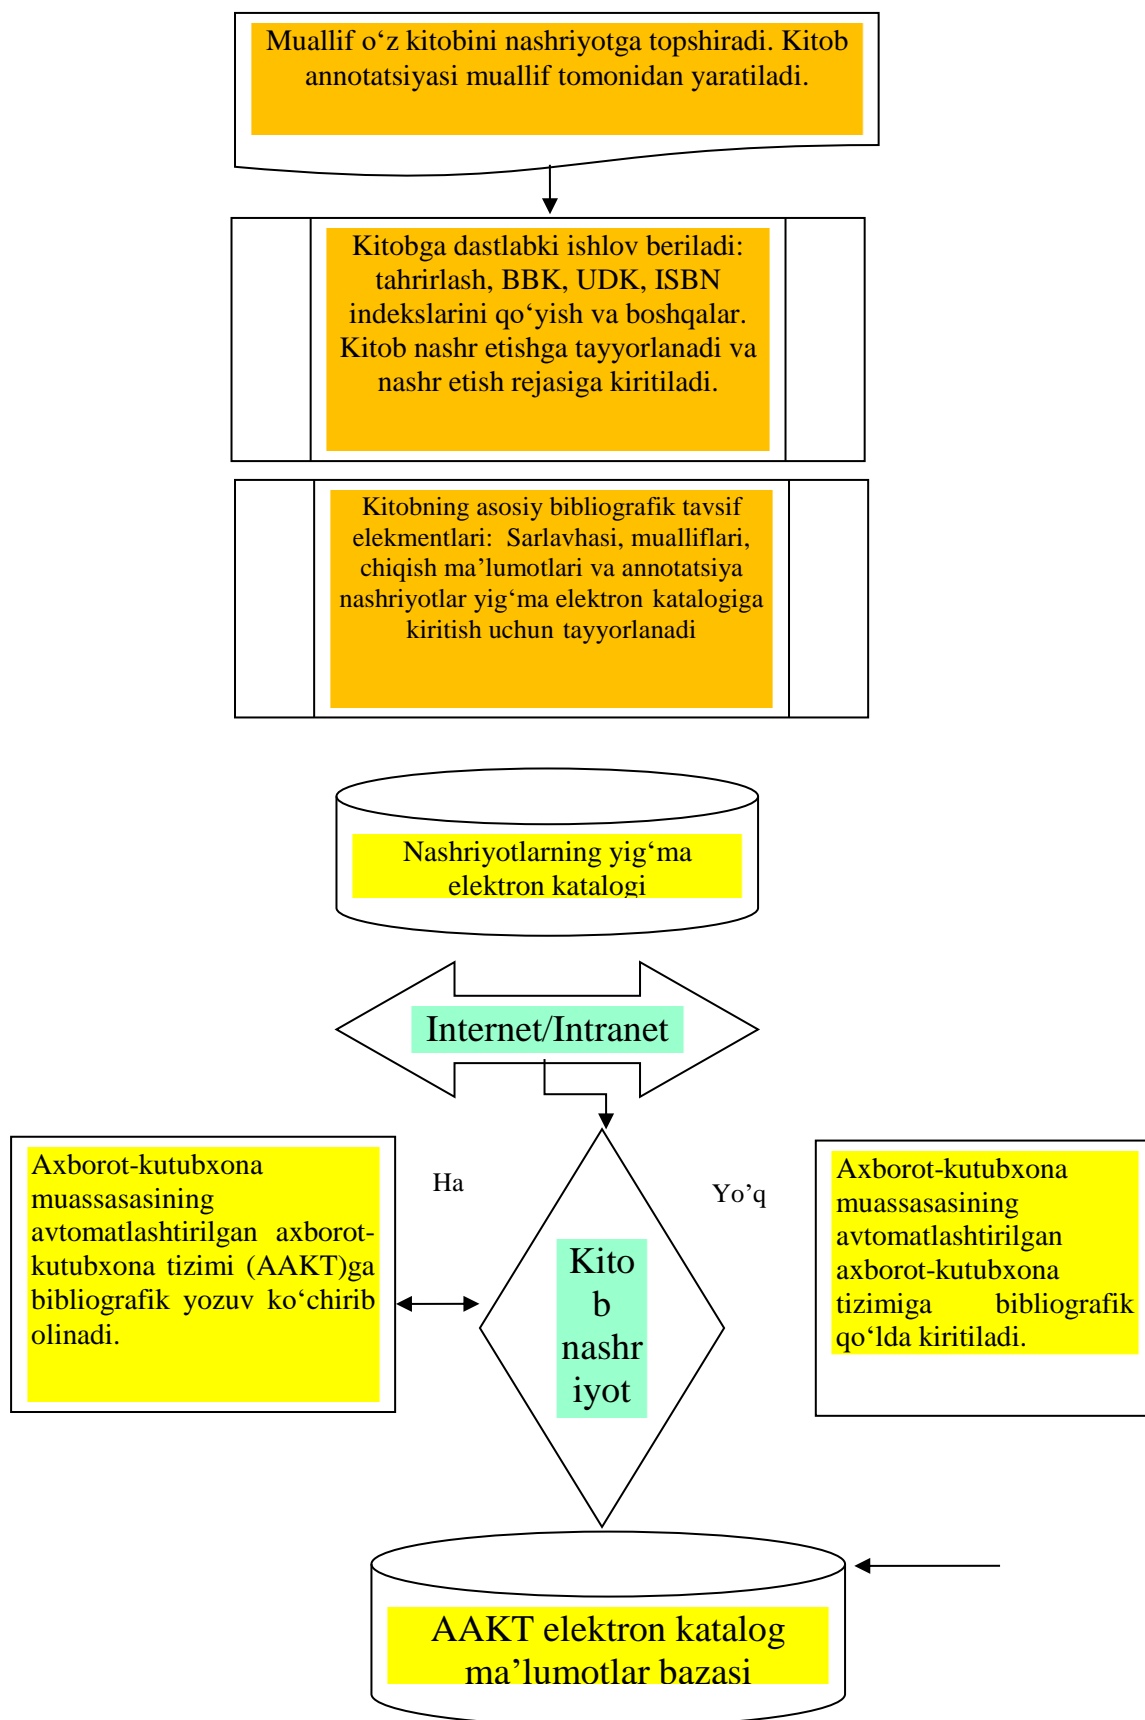 Muallif o‘z kitobini nashriyotga topshiradi. Kitob
annotatsiyasi muallif tomonidan yaratiladi.
Kitobga dastlabki ishlov beriladi:
tahrirlash, BBK, UDK, ISBN
indekslarini qo‘yish va boshqalar.
Kitob nashr etishga tayyorlanadi va
nashr etish rejasiga kiritiladi.
Kitobning asosiy bibliografik tavsif
elekmentlari: Sarlavhasi, mualliflari,
chiqish ma’lumotlari va annotatsiya
nashriyotlar yig‘ma elektron katalogiga
kiritish uchun tayyorlanadi
Nashriyotlarning yig‘ma
elektron katalogi
Internet/Intranet
Axborot-kutubxona
muassasasining
avtomatlashtirilgan axborot-
kutubxona tizimi (AAKT)ga
bibliografik yozuv ko‘chirib
olinadi.
Ha
Kito
b
nashr
iyot
Yo’q
Axborot-kutubxona
muassasasining
avtomatlashtirilgan
axborot-kutubxona
tizimiga bibliografik
qo‘lda kiritiladi.
AAKT elektron katalog
ma’lumotlar bazasi